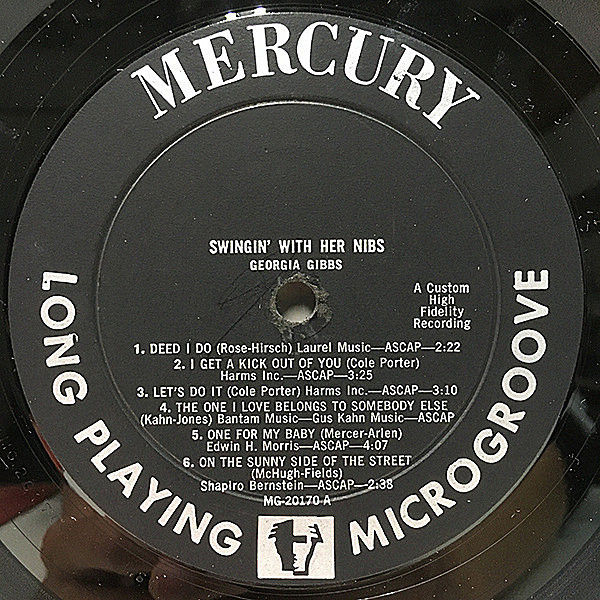 MERCURY
SWINGIN' WITH HER NIBS
GEORGIA GIBBS
A Custom
High
Fidelity
Recording
1. DEED I DO (Rose-Hirsch) Laurel Music—ASCAP—2:22
2. I GET A KICK OUT OF YOU (Cole Porter)
Harms Inc.—ASCAP—3:25
3. LET'S DO IT (Cole Porter) Harms Inc.—ASCAP—3:10
4. THE ONE I LOVE BELONGS TO SOMEBODY ELSE
(Kahn-Jones) Bantam Music—Gus Kahn Music—ASCAP
5. ONE FOR MY BABY (Mercer-Arlen)
Edwin H. Morris—ASCAP—4:07
6. ON THE SUNNY SIDE OF THE STREET
(McHugh-Fields)
Shapiro Bernstein—ASCAP—2:38
MG-20170-A
LONG PLAYING MICROGROOVE